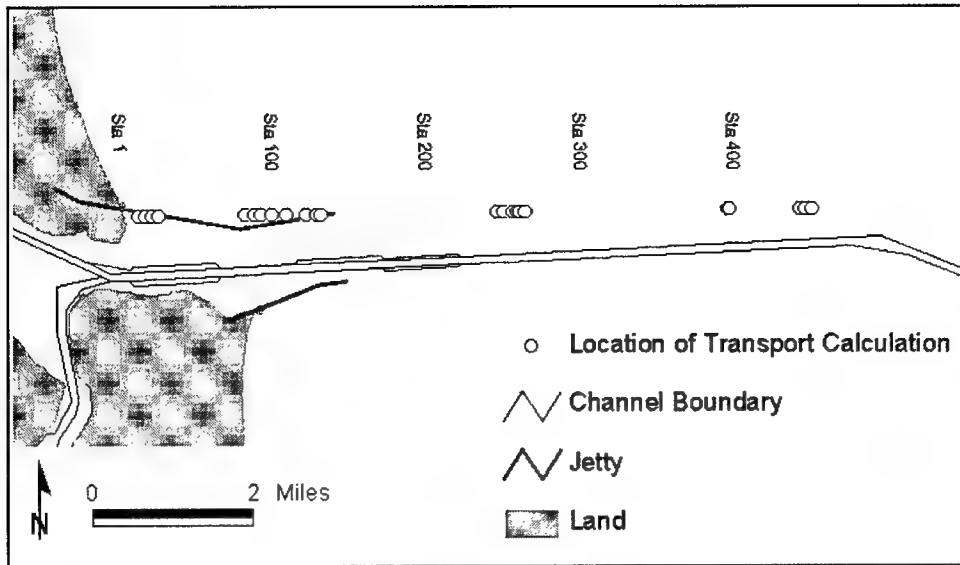 Sta 1
Sta 100
Sta 200
Sta 300
Sta 400
Location of Transport Calculation
Channel Boundary
Jetty
Land
0 2 Miles
N